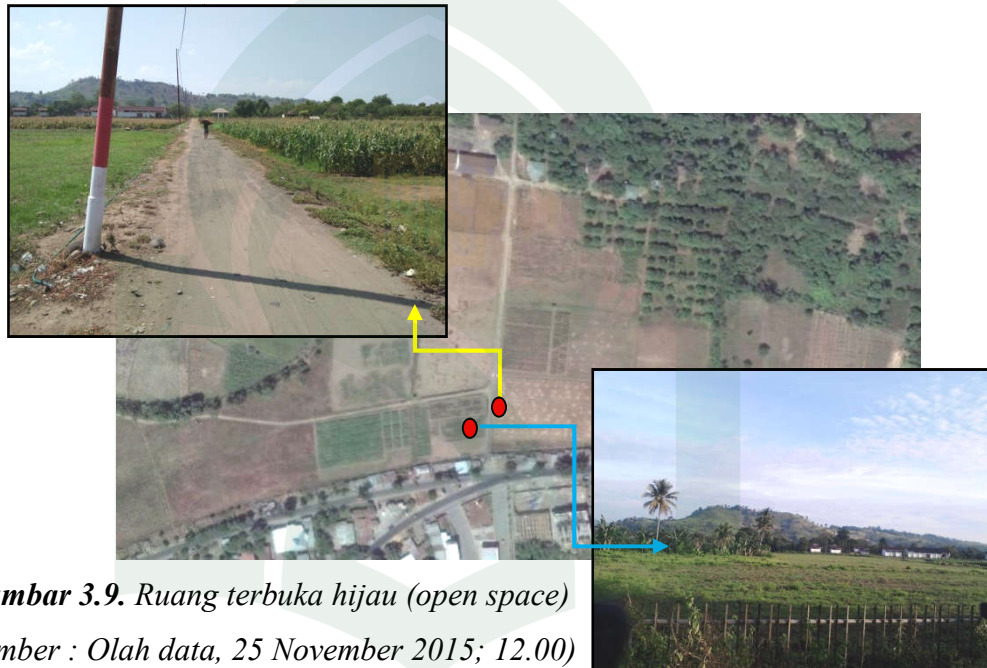 mbar 3.9. Ruang terbuka hijau (open space)
mber : Olah data, 25 November 2015; 12.00)